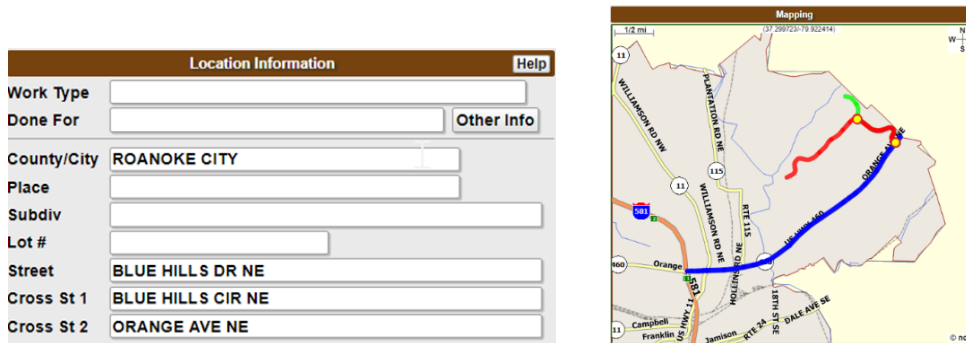 Location Information Help
Work Type
Done For Other Info
County/City ROANOKE CITY
Place
Subdiv
Lot #
Street BLUE HILLS DR NE
Cross St 1 BLUE HILLS CIR NE
Cross St 2 ORANGE AVE NE
Mapping
1/2 mi
(37.299723/-79.922414)
N
W
S
11
WILLIAMSON RD NW
PLANTATION RD NE
115
11
WILLIAMSON RD NE
RTE 115
ORANGE AVE NE
581
US HWY 460
HOLLINS RD NE
460
Orange
581
US HWY 11
18TH ST SE
11
Campbell
Franklin
Jamison
RTE 24
DALE AVE SE